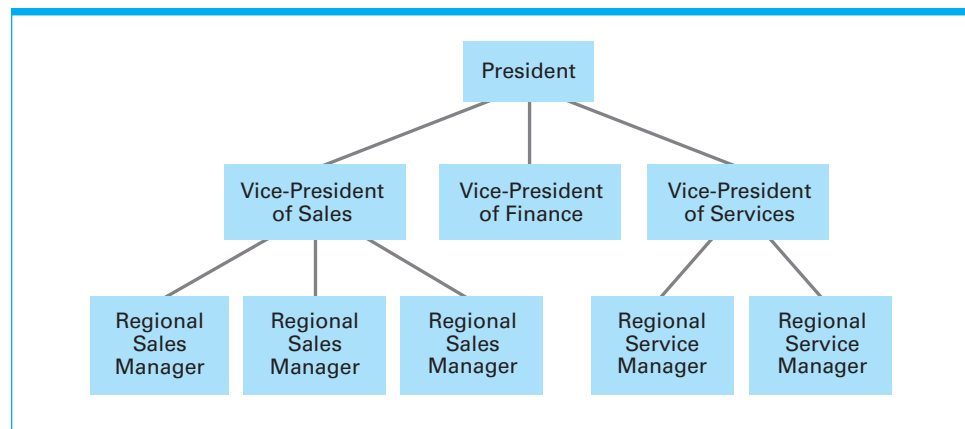 President
Vice-President
of Sales
Vice-President
of Finance
Vice-President
of Services
Regional
Sales
Manager
Regional
Sales
Manager
Regional
Sales
Manager
Regional
Service
Manager
Regional
Service
Manager